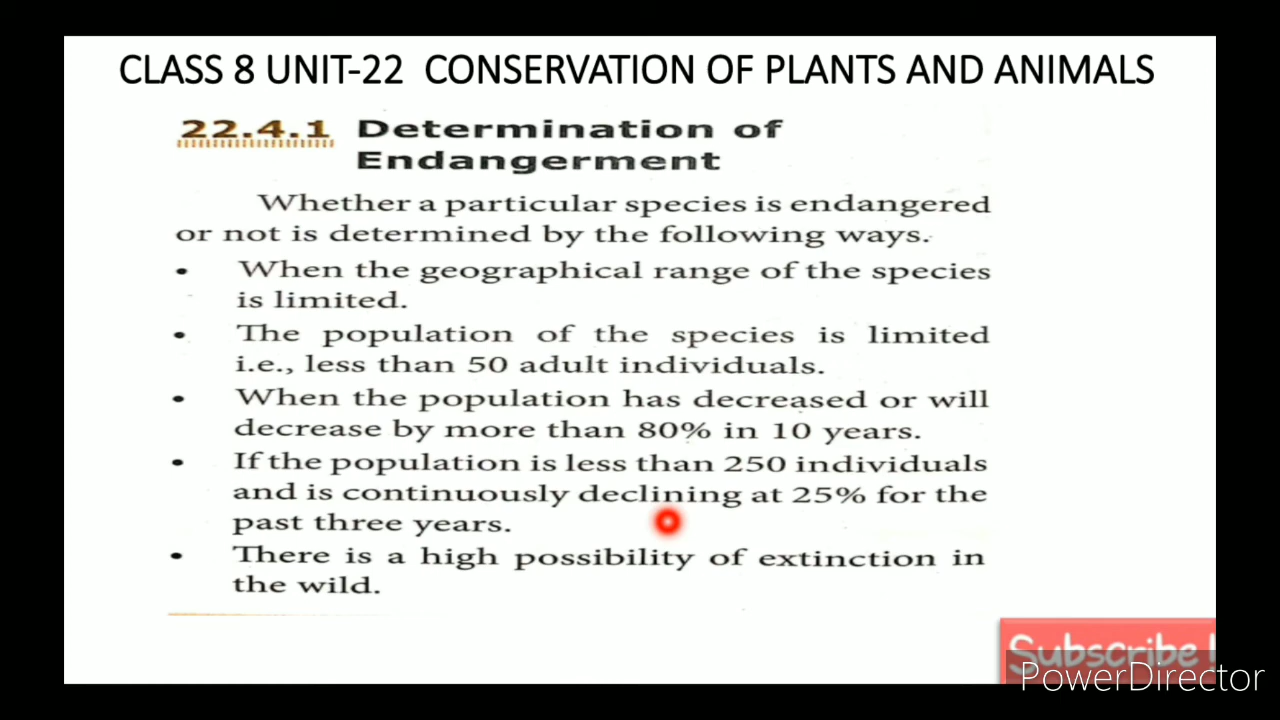 CLASS 8 UNIT-22 CONSERVATION OF PLANTS AND ANIMALS
22.4.1 Determination of
Endangerment
Whether a particular species is endangered
or not is determined by the following ways.
• When the geographical range of the species
is limited.
• The population of the species is limited
i.e., less than 50 adult individuals.
• When the population has decreased or will
decrease by more than 80% in 10 years.
• If the population is less than 250 individuals
and is continuously declining at 25% for the
past three years.
• There is a high possibility of extinction in
the wild.
Subscribe !
PowerDirector